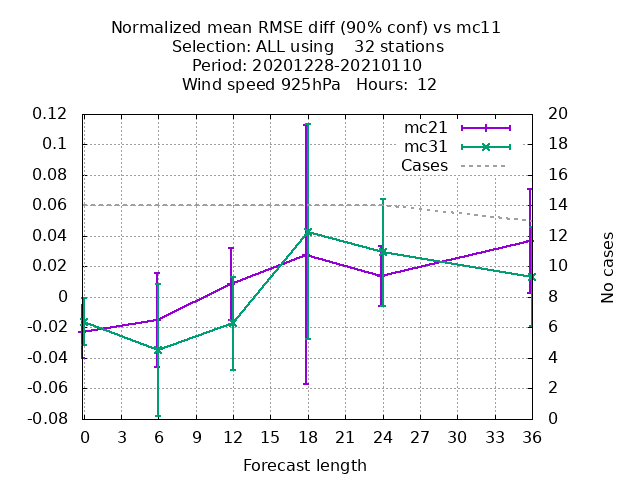 Normalized mean RMSE diff (90% conf) vs mc11
Selection: ALL using    32 stations
Period: 20201228-20210110
Wind speed 925hPa   Hours:  12
0.12
0.1
0.08
0.06
0.04
0.02
0
-0.02
-0.04
-0.06
-0.08
mc21
mc31
Cases
20
18
16
14
12
10
8
6
4
2
0
No cases
0 3 6 9 12 15 18 21 24 27 30 33 36
Forecast length